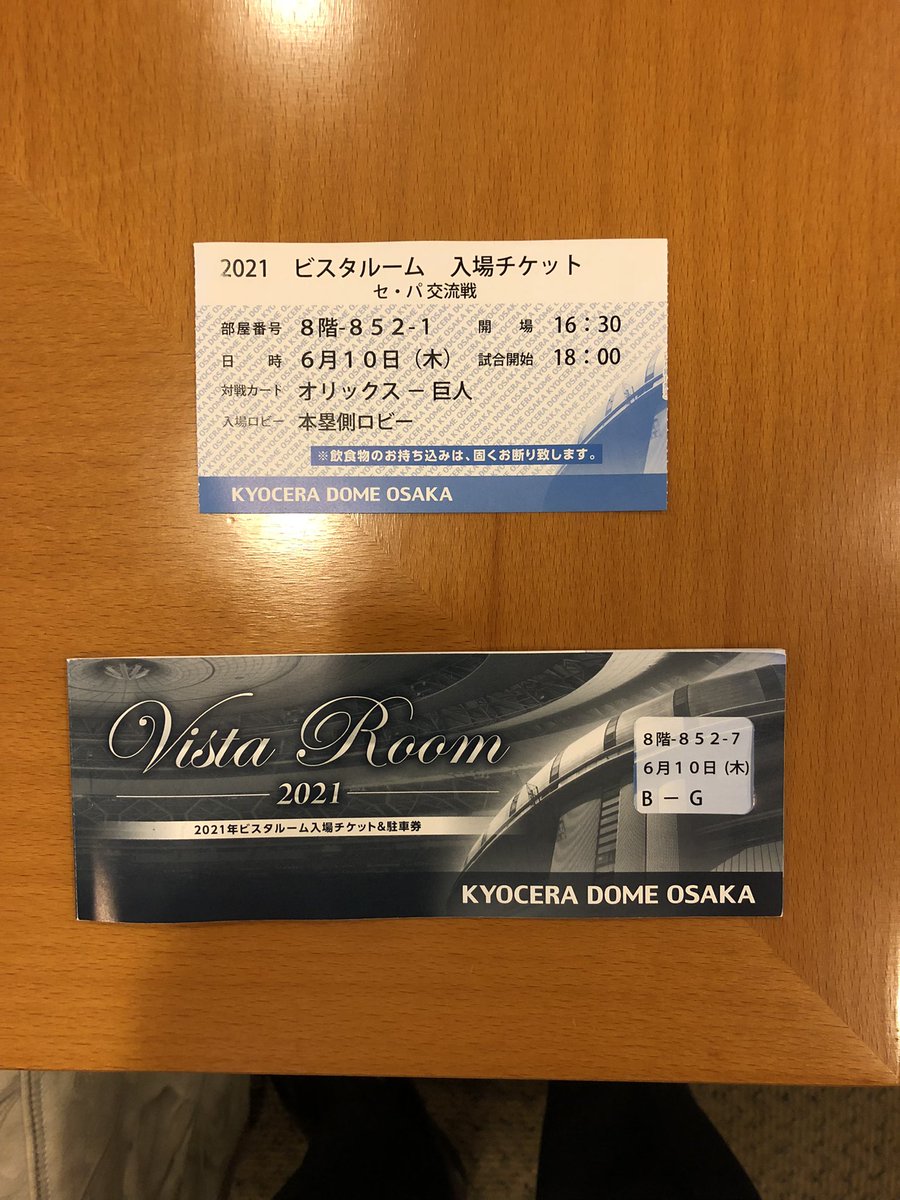 2021 ビスタルーム 入場チケット
セ・パ 交流戦
部屋番号 8階-852-1 開場 16:30
日時 6月10日（木） 試合開始 18:00
対戦カード オリックス － 巨人
入場ロビー 本塁側ロビー
※飲食物のお持ち込みは、固くお断り致します。
KYOCERA DOME OSAKA
Vista Room
2021
2021年ビスタルーム入場チケット&駐車券
8階-852-7
6月10日 (木)
B － G
KYOCERA DOME OSAKA